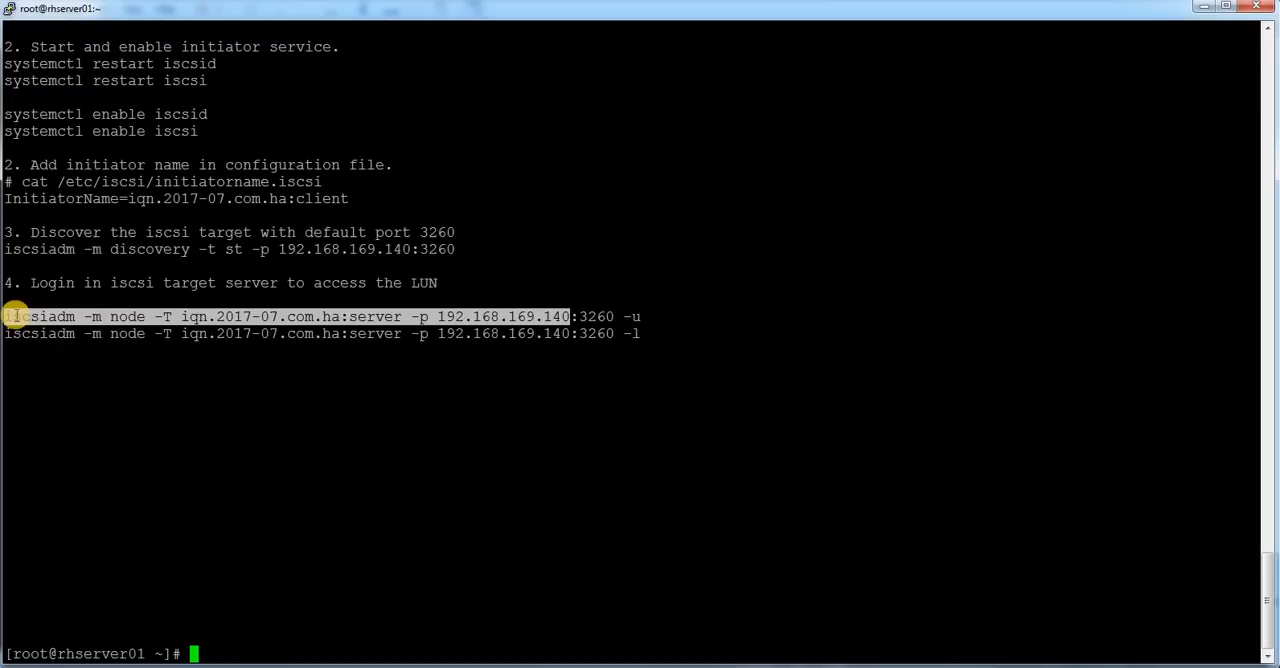 root@rhserver01:~
2. Start and enable initiator service.
systemctl restart iscsid
systemctl restart iscsi
systemctl enable iscsid
systemctl enable iscsi
2. Add initiator name in configuration file.
# cat /etc/iscsi/initiatorname.iscsi
InitiatorName=iqn.2017-07.com.ha:client
3. Discover the iscsi target with default port 3260
iscsiadm -m discovery -t st -p 192.168.169.140:3260
4. Login in iscsi target server to access the LUN
iscsiadm -m node -T iqn.2017-07.com.ha:server -p 192.168.169.140:3260 -u
iscsiadm -m node -T iqn.2017-07.com.ha:server -p 192.168.169.140:3260 -l
[root@rhserver01 ~]#